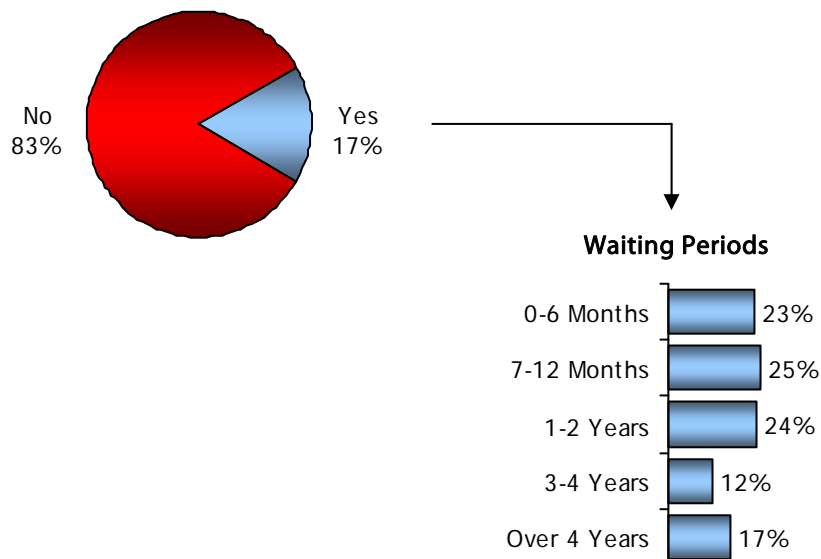 No
83%
Yes
17%
Waiting Periods
0-6 Months 23%
7-12 Months 25%
1-2 Years 24%
3-4 Years 12%
Over 4 Years 17%